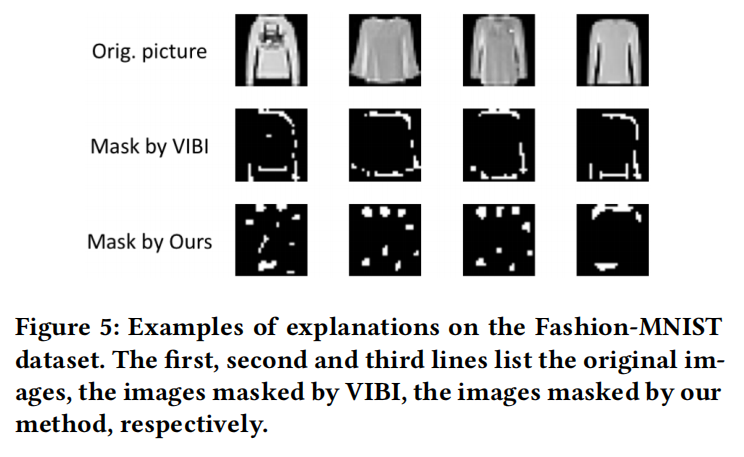 Orig. picture
Mask by VIBI
Mask by Ours
Figure 5: Examples of explanations on the Fashion-MNIST
dataset. The first, second and third lines list the original im-
ages, the images masked by VIBI, the images masked by our
method, respectively.